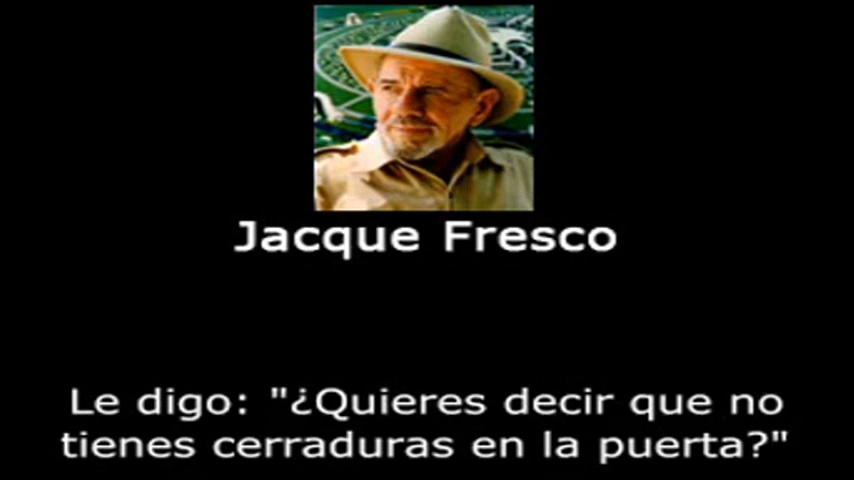 Jacque Fresco
Le digo: "¿Quieres decir que no
tienes cerraduras en la puerta?"